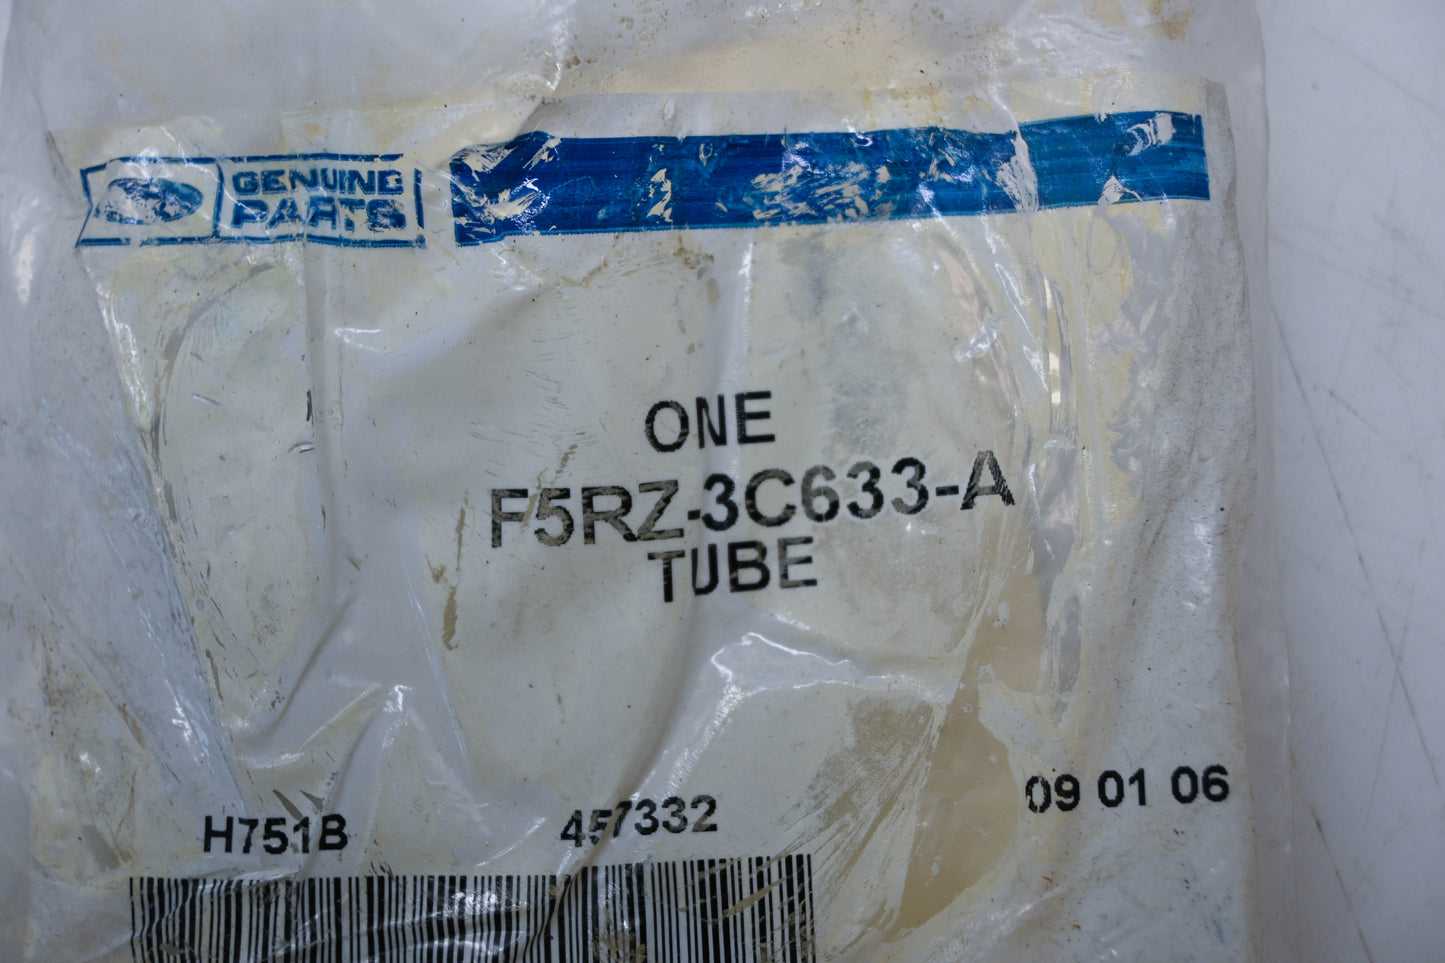 GENUINE
PARTS
ONE
F5RZ-3C633-A
TUBE
H751B 457332 09 01 06